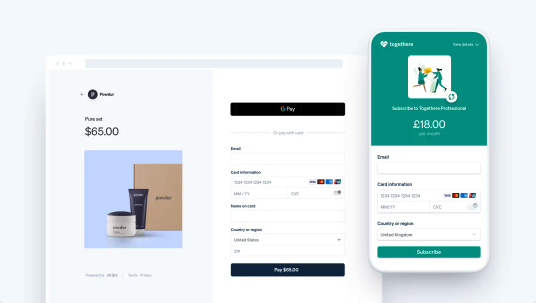 Powdur
Pure set
$65.00
powdur
powdur
Powered by stripe | Terms Privacy
G Pay
Or pay with card
Email
Card information
1234 1234 1234 1234
VISA
MM / YY
CVC
Name on card
Country or region
United States
ZIP
Pay $65.00
togethere
View details
Subscribe to Togethere Professional
£18.00
per month
Email
Card information
1234 1234 1234 1234
VISA
MM/YY
CVC
Country or region
United Kingdom
Subscribe